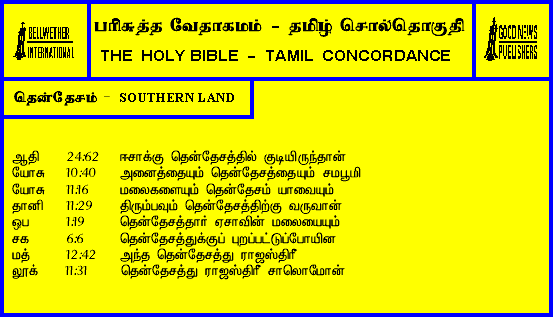 BELLWETHER
INTERNATIONAL
பரிசுத்த வேதாகமம் - தமிழ் சொல்தொகுதி
THE HOLY BIBLE - TAMIL CONCORDANCE
GOOD NEWS
PUBLISHERS
தென்தேசம் - SOUTHERN LAND
ஆதி 24:62 ஈசாக்கு தென்தேசத்தில் குடியிருந்தான்
யோசு 10:40 அனைத்தையும் தென்தேசத்தையும் சமபூமி
யோசு 11:16 மலைகளையும் தென்தேசம் யாவையும்
தானி 11:29 திரும்பவும் தென்தேசத்திற்கு வருவான்
ஒப 1:19 தென்தேசத்தார் ஏசாவின் மலையையும்
சக 6:6 தென்தேசத்துக்குப் புறப்பட்டுப்போயின
மத் 12:42 அந்த தென்தேசத்து ராஜஸ்திரீ
லூக் 11:31 தென்தேசத்து ராஜஸ்திரீ சாலொமோன்